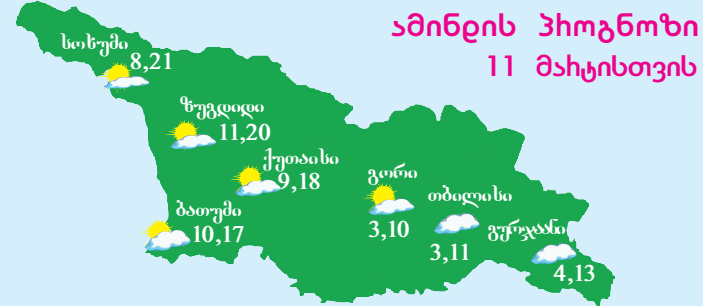 ამინდის პროგნოზი
11 მარტისთვის
სოხუმი
8,21
ზუგდიდი
11,20
ქუთაისი
9,18
გორი
3,10
თბილისი
3,11
ბათუმი
10,17
გურჯაანი
4,13